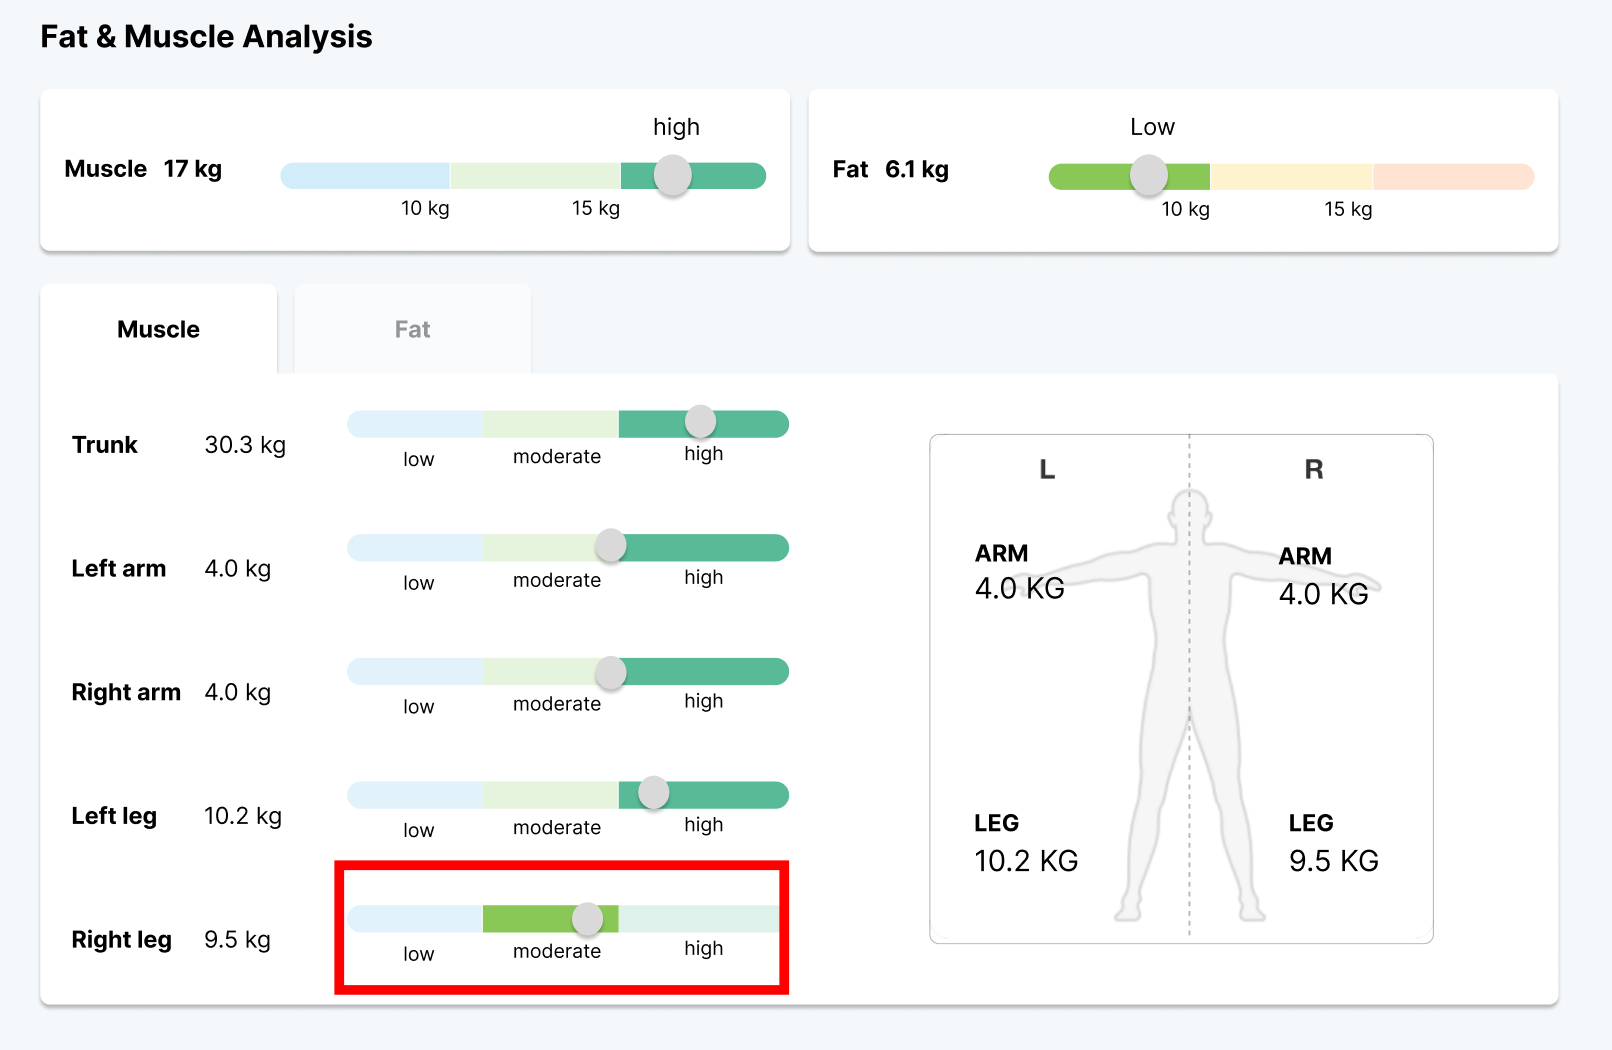 Fat & Muscle Analysis
high
Muscle 17 kg
10 kg 15 kg
Low
Fat 6.1 kg
10 kg 15 kg
Muscle Fat
Trunk 30.3 kg
low moderate high
Left arm 4.0 kg
low moderate high
Right arm 4.0 kg
low moderate high
Left leg 10.2 kg
low moderate high
Right leg 9.5 kg
low moderate high
L R
ARM ARM
4.0 KG 4.0 KG
LEG LEG
10.2 KG 9.5 KG